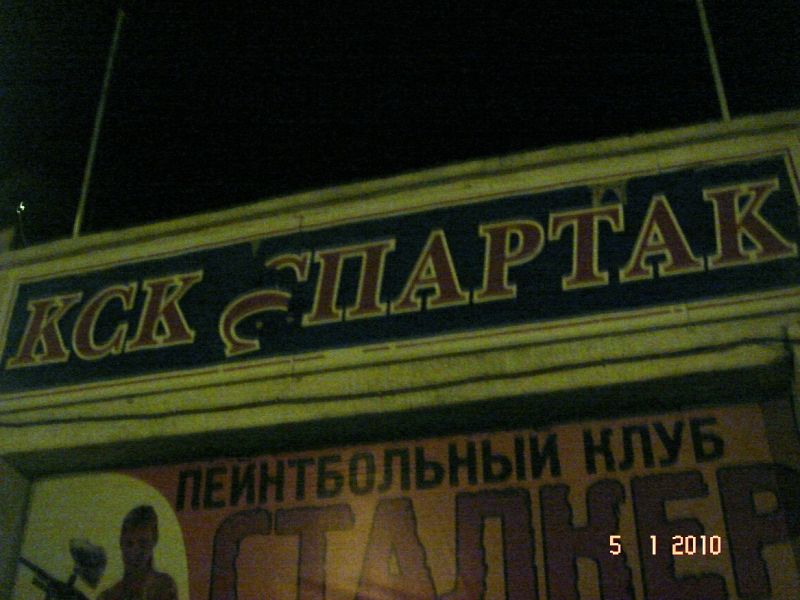 КСК СПАРТАК
ПЕЙНТБОЛЬНЫЙ КЛУБ
СТАЛКЕР
5 1 2010